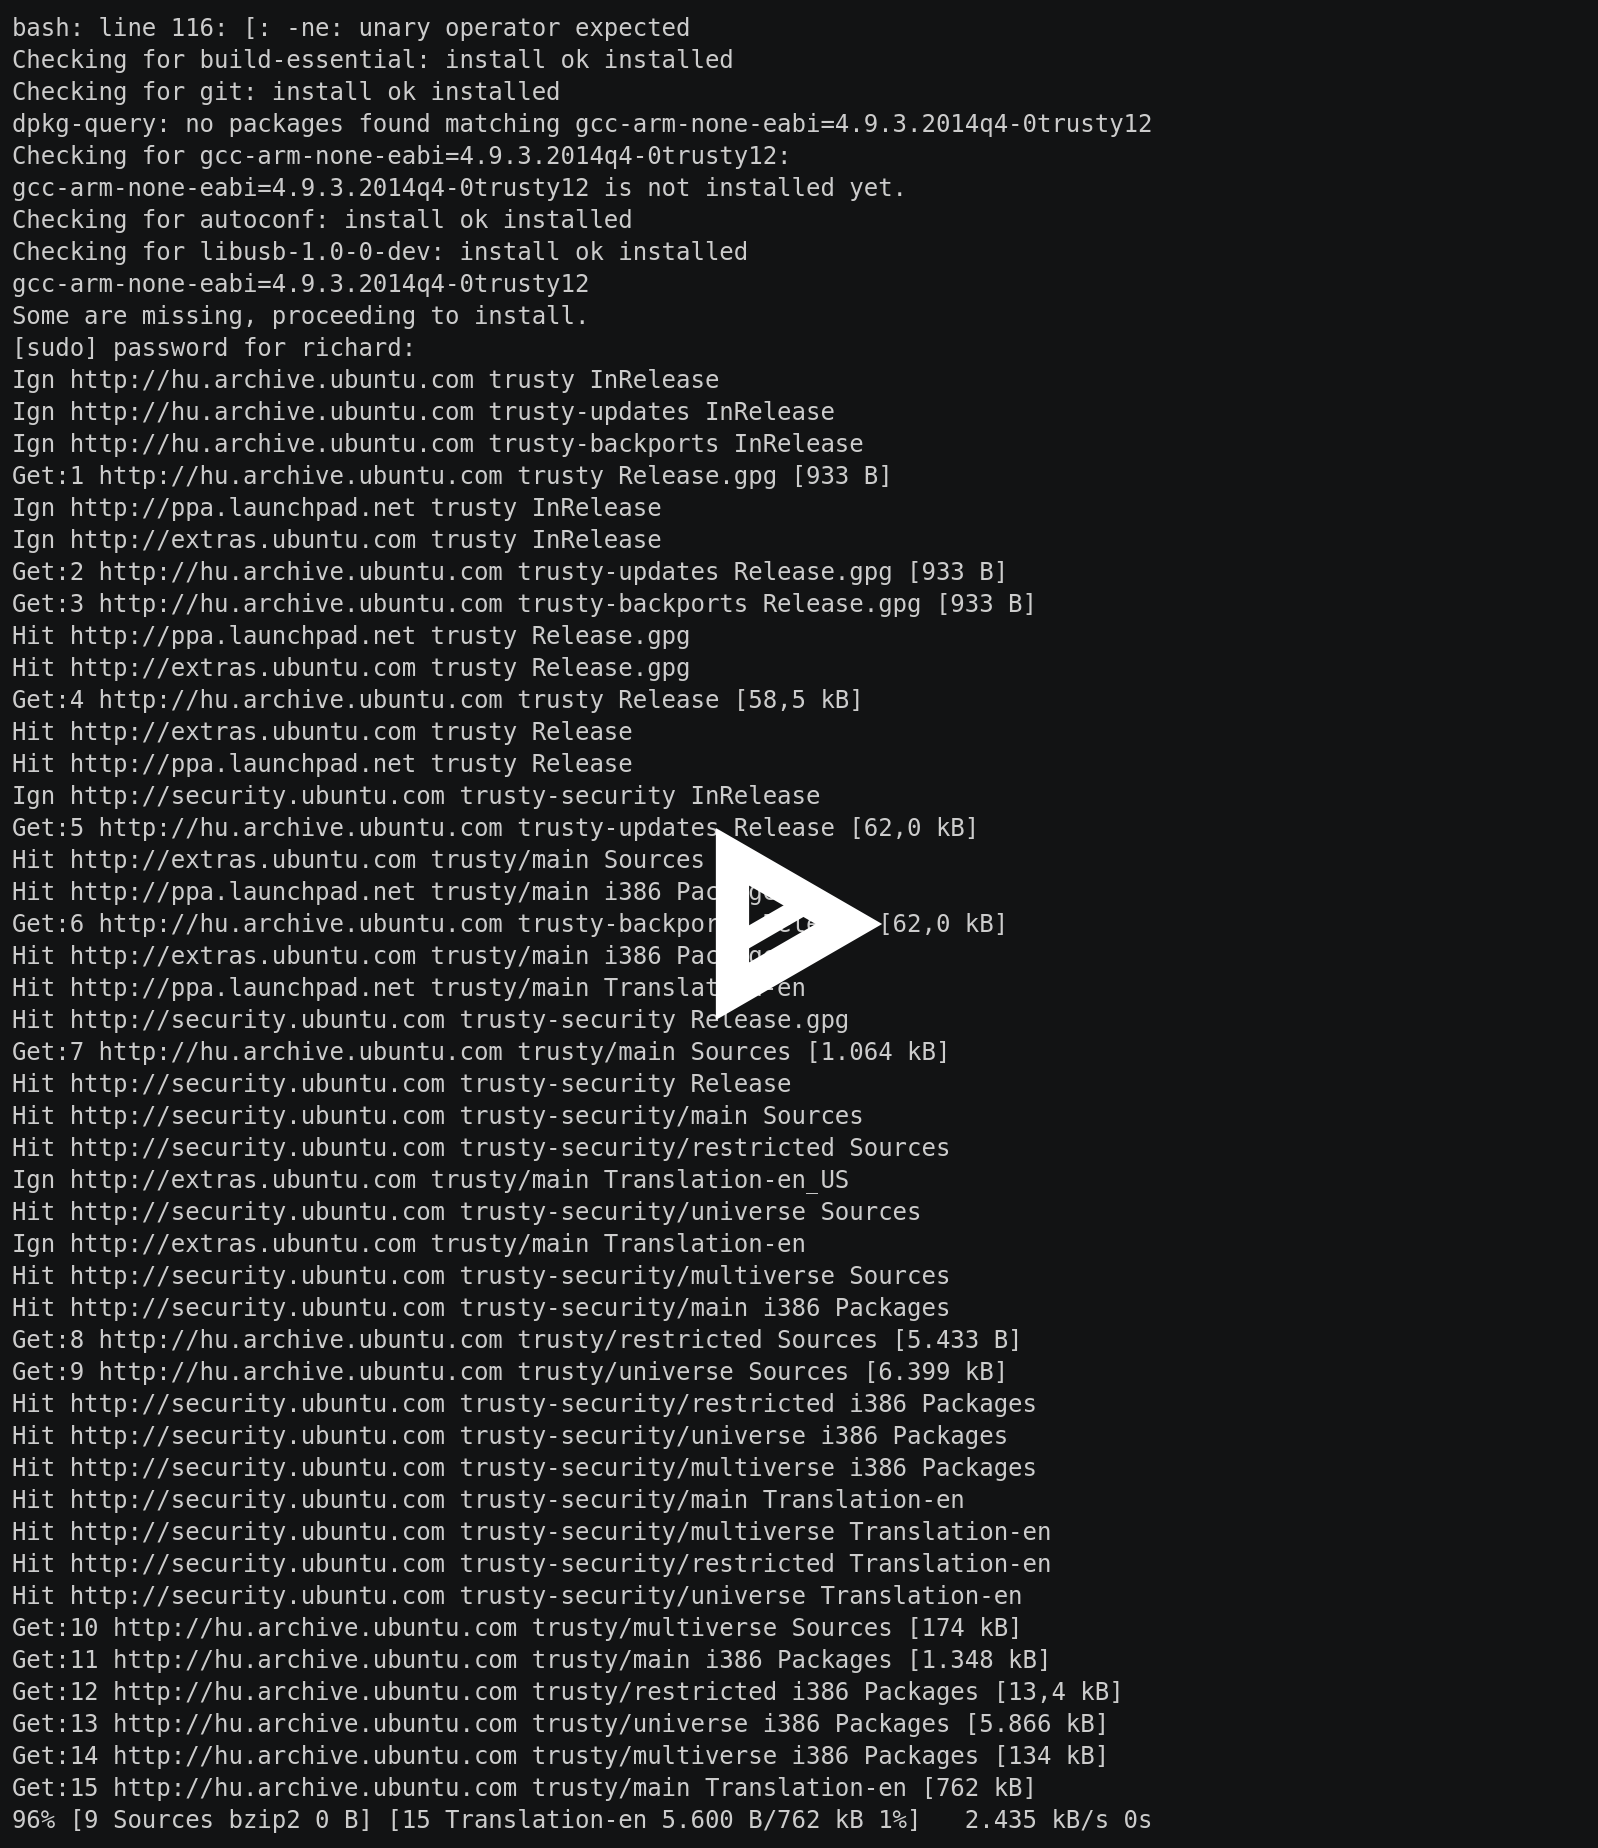 bash: line 116: [: -ne: unary operator expected
Checking for build-essential: install ok installed
Checking for git: install ok installed
dpkg-query: no packages found matching gcc-arm-none-eabi=4.9.3.2014q4-0trusty12
Checking for gcc-arm-none-eabi=4.9.3.2014q4-0trusty12:
gcc-arm-none-eabi=4.9.3.2014q4-0trusty12 is not installed yet.
Checking for autoconf: install ok installed
Checking for libusb-1.0-0-dev: install ok installed
gcc-arm-none-eabi=4.9.3.2014q4-0trusty12
Some are missing, proceeding to install.
[sudo] password for richard:
Ign http://hu.archive.ubuntu.com trusty InRelease
Ign http://hu.archive.ubuntu.com trusty-updates InRelease
Ign http://hu.archive.ubuntu.com trusty-backports InRelease
Get:1 http://hu.archive.ubuntu.com trusty Release.gpg [933 B]
Ign http://ppa.launchpad.net trusty InRelease
Ign http://extras.ubuntu.com trusty InRelease
Get:2 http://hu.archive.ubuntu.com trusty-updates Release.gpg [933 B]
Get:3 http://hu.archive.ubuntu.com trusty-backports Release.gpg [933 B]
Hit http://ppa.launchpad.net trusty Release.gpg
Hit http://extras.ubuntu.com trusty Release.gpg
Get:4 http://hu.archive.ubuntu.com trusty Release [58,5 kB]
Hit http://extras.ubuntu.com trusty Release
Hit http://ppa.launchpad.net trusty Release
Ign http://security.ubuntu.com trusty-security InRelease
Get:5 http://hu.archive.ubuntu.com trusty-updates Release [62,0 kB]
Hit http://extras.ubuntu.com trusty/main Sources
Hit http://ppa.launchpad.net trusty/main i386
Get:6 http://hu.archive.ubuntu.com [62,0 kB]
Hit http://extras.ubuntu.com trusty/main i386
Hit http://ppa.launchpad.net trusty/main Translation-en
Hit http://security.ubuntu.com trusty-security Release.gpg
Get:7 http://hu.archive.ubuntu.com trusty/main Sources [1.064 kB]
Hit http://security.ubuntu.com trusty-security Release
Hit http://security.ubuntu.com trusty-security/main Sources
Hit http://security.ubuntu.com trusty-security/restricted Sources
Ign http://extras.ubuntu.com trusty/main Translation-en_US
Hit http://security.ubuntu.com trusty-security/universe Sources
Ign http://extras.ubuntu.com trusty/main Translation-en
Hit http://security.ubuntu.com trusty-security/multiverse Sources
Hit http://security.ubuntu.com trusty-security/main i386 Packages
Get:8 http://hu.archive.ubuntu.com trusty/restricted Sources [5.433 B]
Get:9 http://hu.archive.ubuntu.com trusty/universe Sources [6.399 kB]
Hit http://security.ubuntu.com trusty-security/restricted i386 Packages
Hit http://security.ubuntu.com trusty-security/universe i386 Packages
Hit http://security.ubuntu.com trusty-security/multiverse i386 Packages
Hit http://security.ubuntu.com trusty-security/main Translation-en
Hit http://security.ubuntu.com trusty-security/multiverse Translation-en
Hit http://security.ubuntu.com trusty-security/restricted Translation-en
Hit http://security.ubuntu.com trusty-security/universe Translation-en
Get:10 http://hu.archive.ubuntu.com trusty/multiverse Sources [174 kB]
Get:11 http://hu.archive.ubuntu.com trusty/main i386 Packages [1.348 kB]
Get:12 http://hu.archive.ubuntu.com trusty/restricted i386 Packages [13,4 kB]
Get:13 http://hu.archive.ubuntu.com trusty/universe i386 Packages [5.866 kB]
Get:14 http://hu.archive.ubuntu.com trusty/multiverse i386 Packages [134 kB]
Get:15 http://hu.archive.ubuntu.com trusty/main Translation-en [762 kB]
96% [9 Sources bzip2 0 B] [15 Translation-en 5.600 B/762 kB 1%]   2.435 kB/s 0s